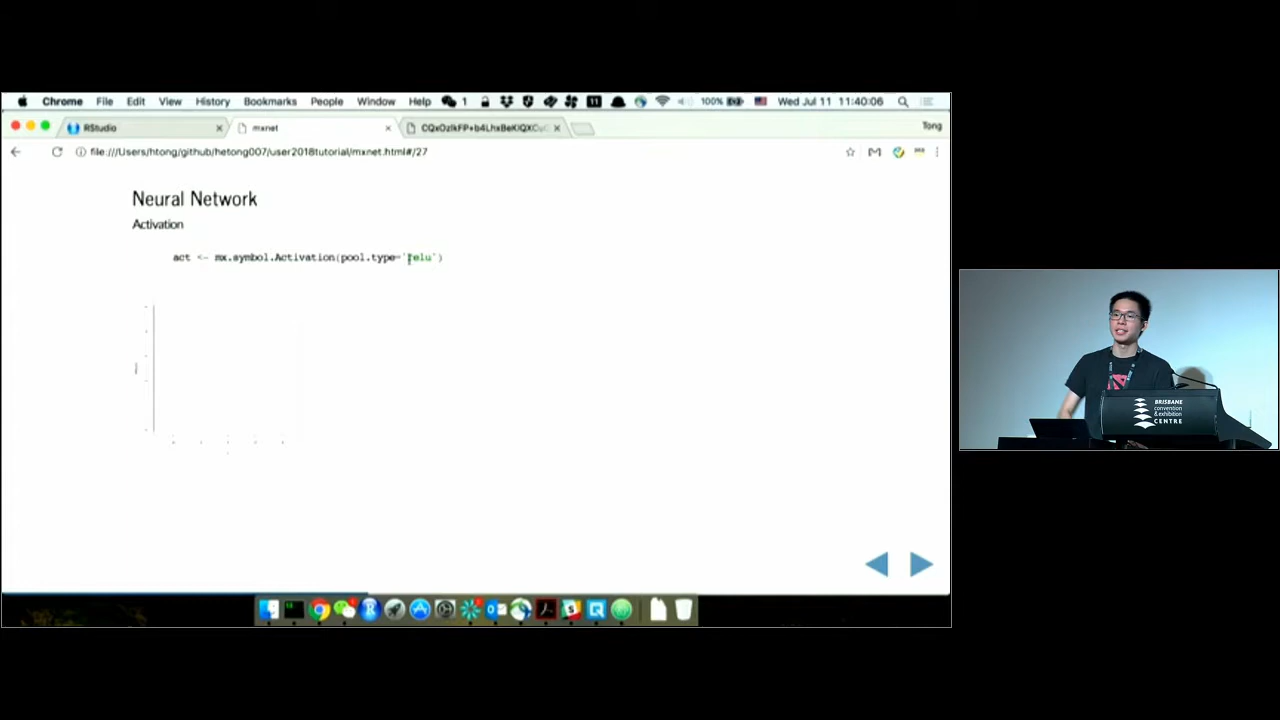 Chrome File Edit View History Bookmarks People Window Help 1 11 100% Wed Jul 11 11:40:06
RStudio
mxnet
Tong
file:///Users/htong/github/hetong007/user2018tutorial/mxnet.html#/27
Neural Network
Activation
act <- mx.symbol.Activation(pool.type='relu')
BRISBANE
convention
& exhibition
CENTRE